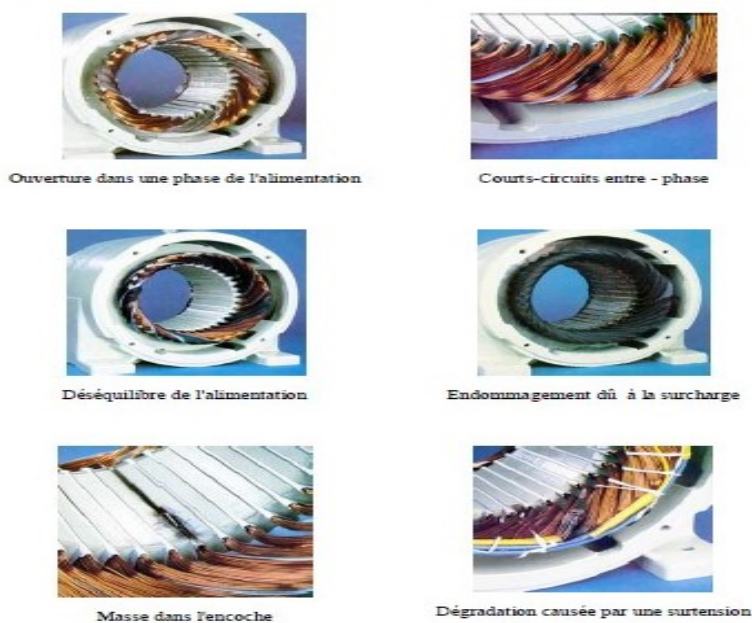 Ouverture dans une phase de l'alimentation
Courts-circuits entre - phase
Déséquilibre de l'alimentation
Endommagement dû à la surcharge
Masse dans l'encoche
Dégradation causée par une surtension